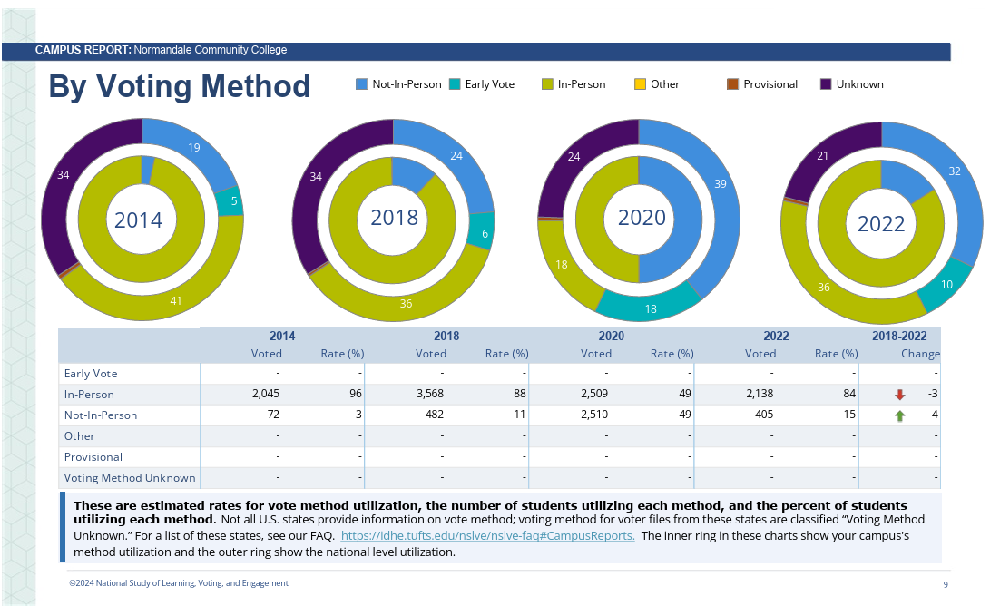 CAMPUS REPORT: Normandale Community College
By Voting Method
Not-In-Person Early Vote In-Person Other Provisional Unknown
19
5
41
34
2014
24
6
36
34
2018
39
18
18
24
2020
32
10
36
21
2022
2014 2018 2020 2022 2018-2022
Voted Rate (%) Voted Rate (%) Voted Rate (%) Voted Rate (%) Change
Early Vote - - - - - - - - -
In-Person 2,045 96 3,568 88 2,509 49 2,138 84 -3
Not-In-Person 72 3 482 11 2,510 49 405 15 4
Other - - - - - - - - -
Provisional - - - - - - - - -
Voting Method Unknown - - - - - - - - -
These are estimated rates for vote method utilization, the number of students utilizing each method, and the percent of students
utilizing each method. Not all U.S. states provide information on vote method; voting method for voter files from these states are classified “Voting Method
Unknown.” For a list of these states, see our FAQ. https://idhe.tufts.edu/nslve/nslve-faq#CampusReports. The inner ring in these charts show your campus's
method utilization and the outer ring show the national level utilization.
©2024 National Study of Learning, Voting, and Engagement
9